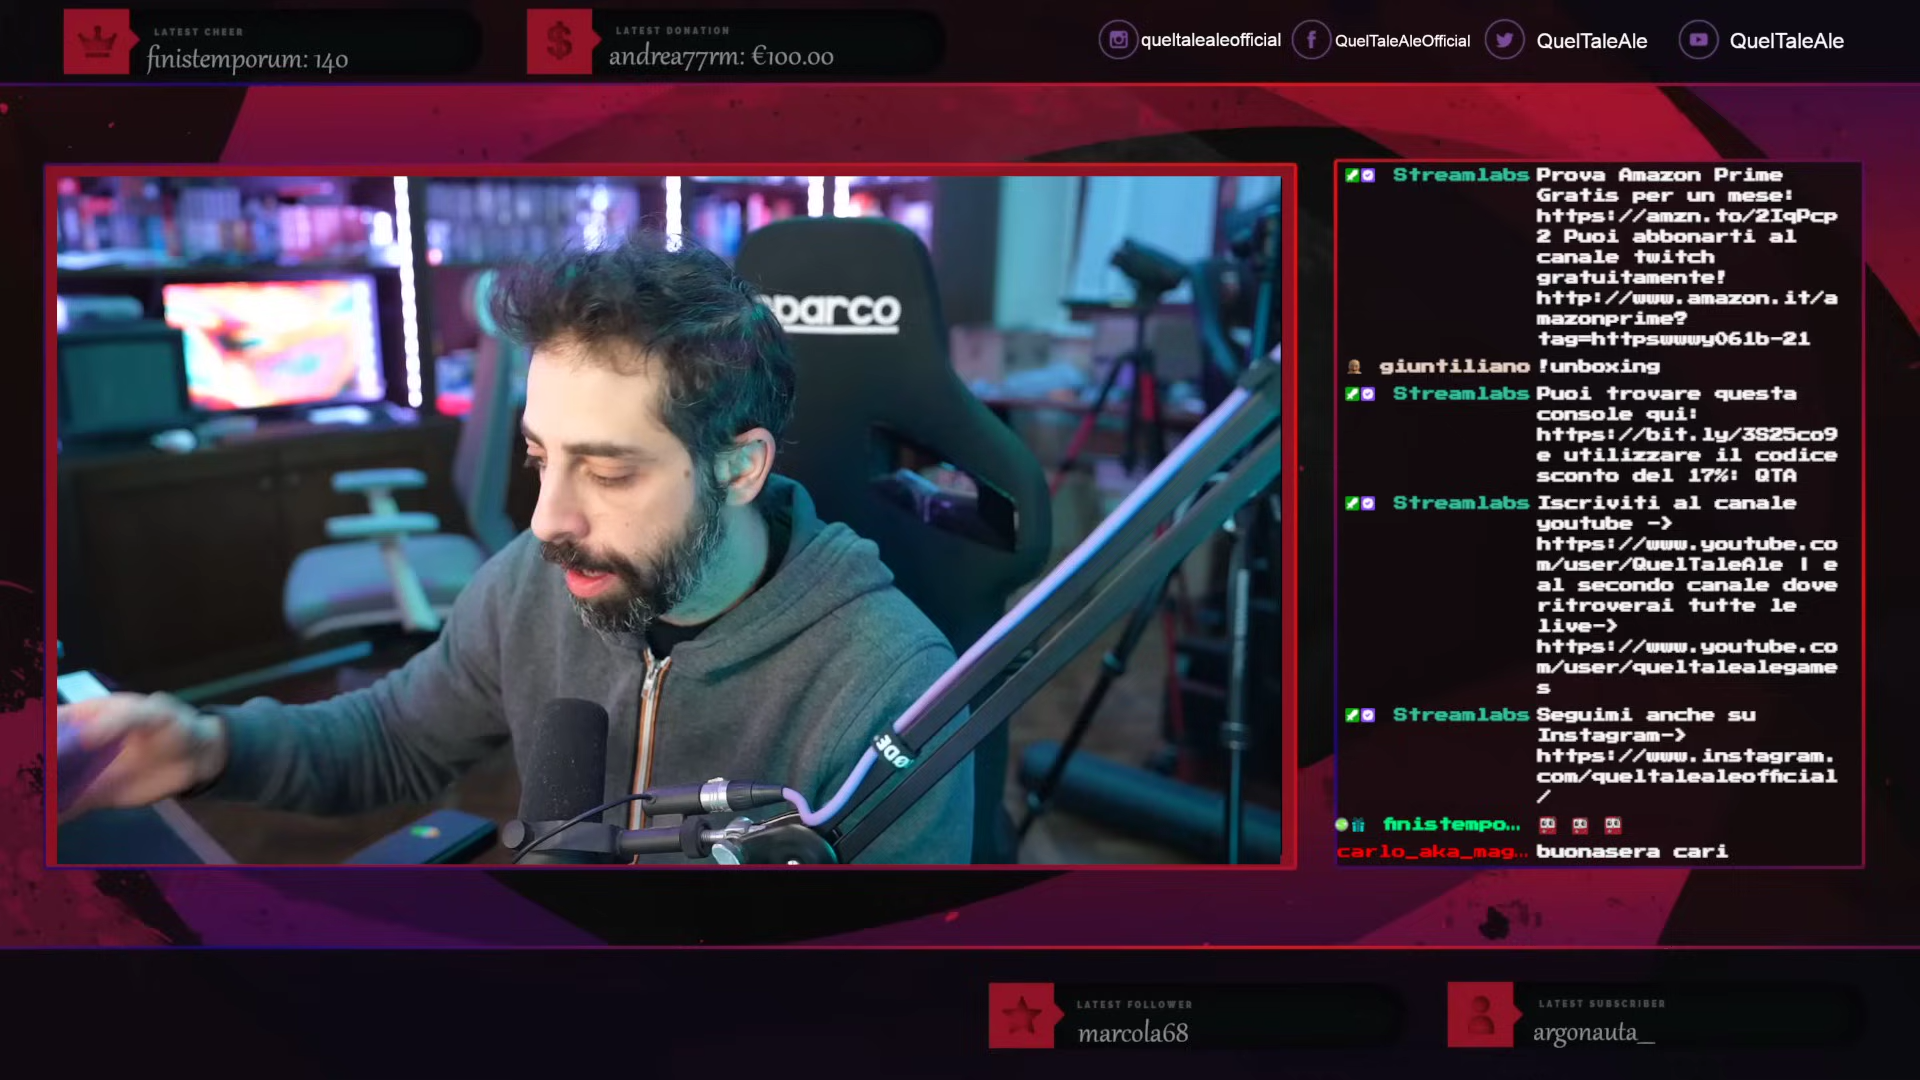 LATEST CHEER
finistemporum: 140
LATEST DONATION
andrea77rm: €100.00
queltalealeofficial
QuelTaleAleOfficial
QuelTaleAle
QuelTaleAle
Streamlabs Prova Amazon Prime
Gratis per un mese!
https://amzn.to/2IqPcp
2 Puoi abbonarti al
canale twitch
gratuitamente!
http://www.amazon.it/a
mazonprime?
tag=httpswwwy061b-21
giuntiliano !unboxing
Streamlabs Puoi trovare questa
console qui:
https://bit.ly/3S25co9
e utilizzare il codice
sconto del 17%: QTA
Streamlabs Iscriviti al canale
youtube ->
https://www.youtube.co
m/user/QuelTaleAle | e
al secondo canale dove
ritroverai tutte le
live->
https://www.youtube.co
m/user/queltalealegame
s
Streamlabs Seguimi anche su
Instagram->
https://www.instagram.
com/queltalealeofficial
/
finistempo...
carlo_aka_mag... buonasera cari
parco
LATEST FOLLOWER
marcola68
LATEST SUBSCRIBER
argonauta_